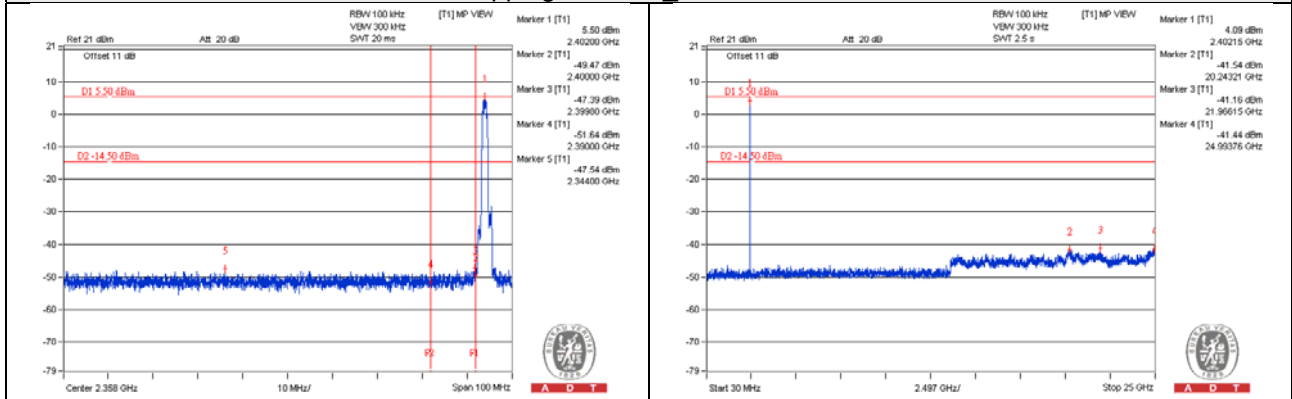 RBW 100 kHz [T1] MP VIEW
VBW 300 kHz
Ref 21 dBm Att 20 dB SWT 20 ms
Marker 1 [T1]
5.50 dBm
2.40200 GHz
Marker 2 [T1]
-49.47 dBm
2.40000 GHz
Marker 3 [T1]
-47.39 dBm
2.39900 GHz
Marker 4 [T1]
-51.64 dBm
2.39000 GHz
Marker 5 [T1]
-47.54 dBm
2.34400 GHz
21
Offset 11 dB
1
10
D1 5.50 dBm
0
-10
D2 -14.50 dBm
-20
-30
-40
5
4
-50
-60
-70
F2 F1
-79
Center 2.358 GHz 10 MHz/ Span 100 MHz
BUREAU VERITAS
1828
A D T
RBW 100 kHz [T1] MP VIEW
VBW 300 kHz
Ref 21 dBm Att 20 dB SWT 2.5 s
Marker 1 [T1]
4.09 dBm
2.40215 GHz
Marker 2 [T1]
-41.54 dBm
20.24321 GHz
Marker 3 [T1]
-41.16 dBm
21.96615 GHz
Marker 4 [T1]
-41.44 dBm
24.99376 GHz
21
Offset 11 dB
10
1
D1 5.50 dBm
0
-10
D2 -14.50 dBm
-20
-30
2 3 4
-40
-50
-60
-70
-79
Start 30 MHz 2.497 GHz/ Stop 25 GHz
BUREAU VERITAS
1828
A D T